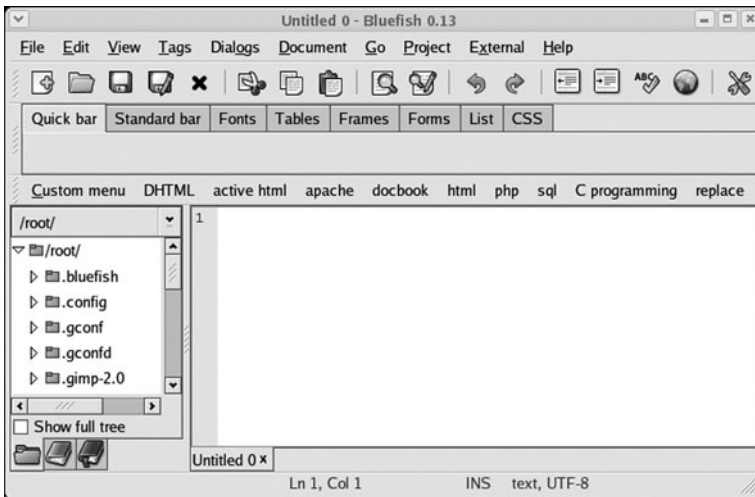 Untitled 0 - Bluefish 0.13
File Edit View Tags Dialogs Document Go Project External Help
ABC
Quick bar Standard bar Fonts Tables Frames Forms List CSS
Custom menu DHTML active html apache docbook html php sql C programming replace
/root/
1
/root/
.bluefish
.config
.gconf
.gconfd
.gimp-2.0
Show full tree
Untitled 0
Ln 1, Col 1 INS text, UTF-8